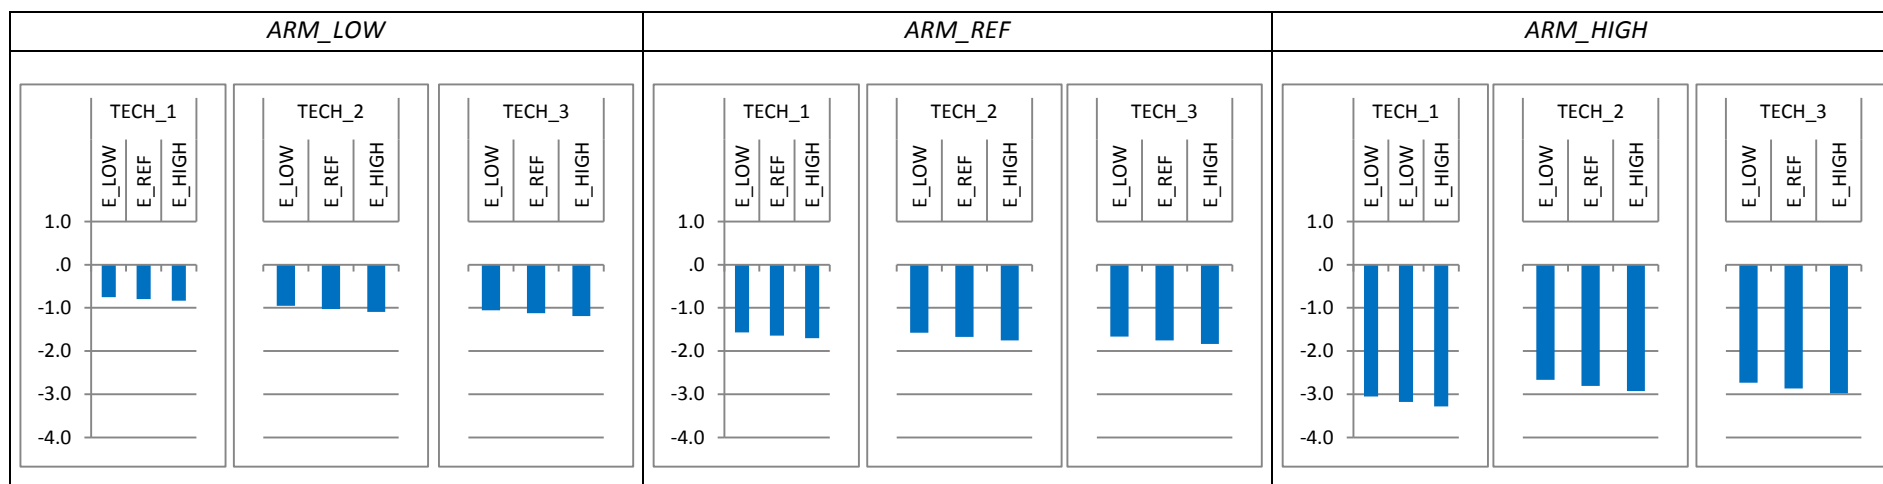 ARM_LOW ARM_REF ARM_HIGH
TECH_1 TECH_2 TECH_3 TECH_1 TECH_2 TECH_3 TECH_1 TECH_2 TECH_3
E_LOW E_REF E_HIGH E_LOW E_REF E_HIGH E_LOW E_REF E_HIGH E_LOW E_REF E_HIGH E_LOW E_REF E_HIGH E_LOW E_REF E_HIGH E_LOW E_LOW E_HIGH E_LOW E_REF E_HIGH E_LOW E_REF E_HIGH
1.0 1.0 1.0
.0 .0 .0
-1.0 -1.0 -1.0
-2.0 -2.0 -2.0
-3.0 -3.0 -3.0
-4.0 -4.0 -4.0